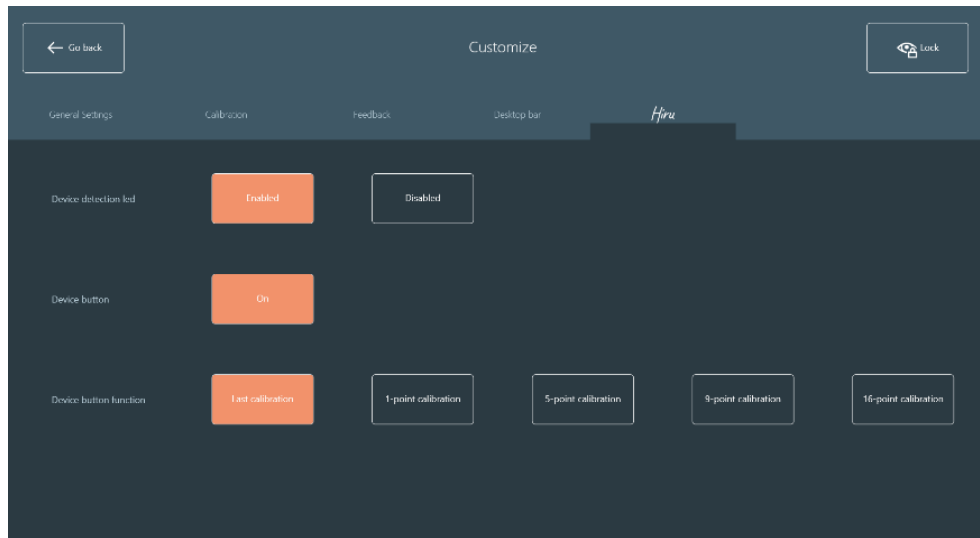 Go back
Customize
Lock
General Settings
Calibration
Feedback
Desktop bar
Hiru
Device detection led
Enabled
Disabled
Device button
On
Device button function
Last calibration
1-point calibration
5-point calibration
9-point calibration
16-point calibration